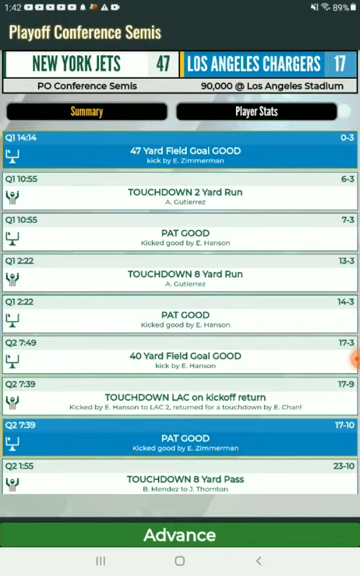 1:42
89%
Playoff Conference Semis
NEW YORK JETS 47 LOS ANGELES CHARGERS 17
PO Conference Semis 90,000 @ Los Angeles Stadium
Summary Player Stats
Q1 14:14 0-3
47 Yard Field Goal GOOD
kick by E. Zimmerman
Q1 10:55 6-3
TOUCHDOWN 2 Yard Run
A. Gutierrez
Q1 10:55 7-3
PAT GOOD
Kicked good by E. Hanson
Q1 2:22 13-3
TOUCHDOWN 8 Yard Run
A. Gutierrez
Q1 2:22 14-3
PAT GOOD
Kicked good by E. Hanson
Q2 7:49 17-3
40 Yard Field Goal GOOD
kick by E. Hanson
Q2 7:39 17-9
TOUCHDOWN LAC on kickoff return
Kicked by E. Hanson to LAC 2, returned for a touchdown by E. Chan!
Q2 7:39 17-10
PAT GOOD
Kicked good by E. Zimmerman
Q2 1:55 23-10
TOUCHDOWN 8 Yard Pass
B. Mendez to J. Thornton
Advance